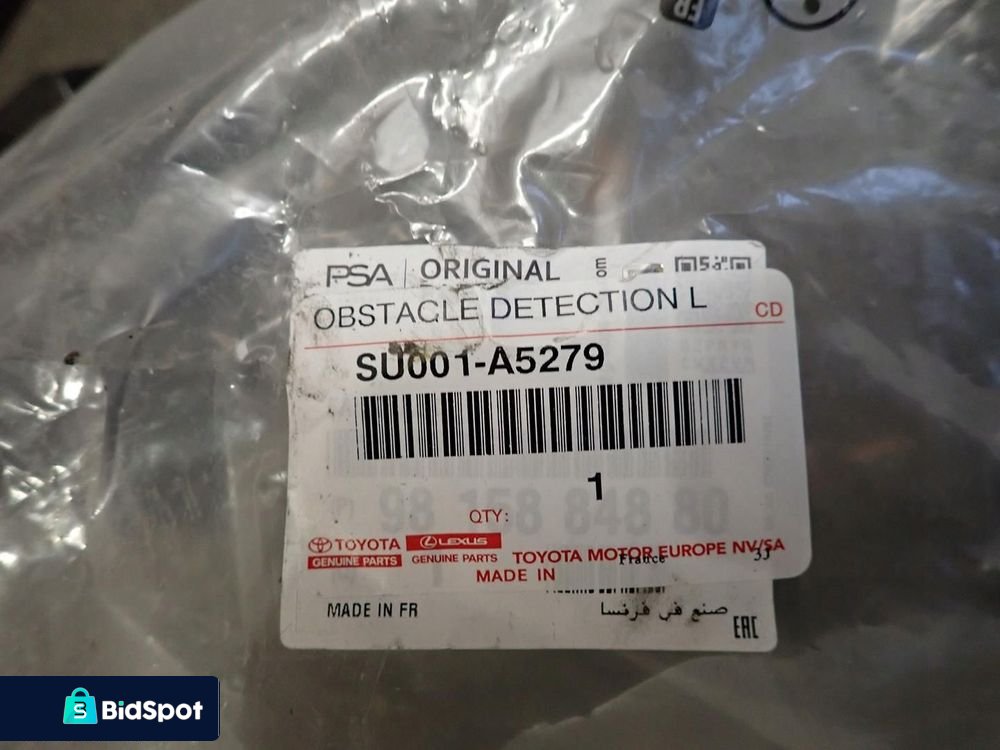 PSA ORIGINAL
OBSTACLE DETECTION L
CD
SU001-A5279
1
98 158 848 80
QTY:
TOYOTA LEXUS
GENUINE PARTS GENUINE PARTS TOYOTA MOTOR EUROPE NV/SA
France 33
MADE IN
MADE IN FR صنع في فرنسا
EAC
BidSpot